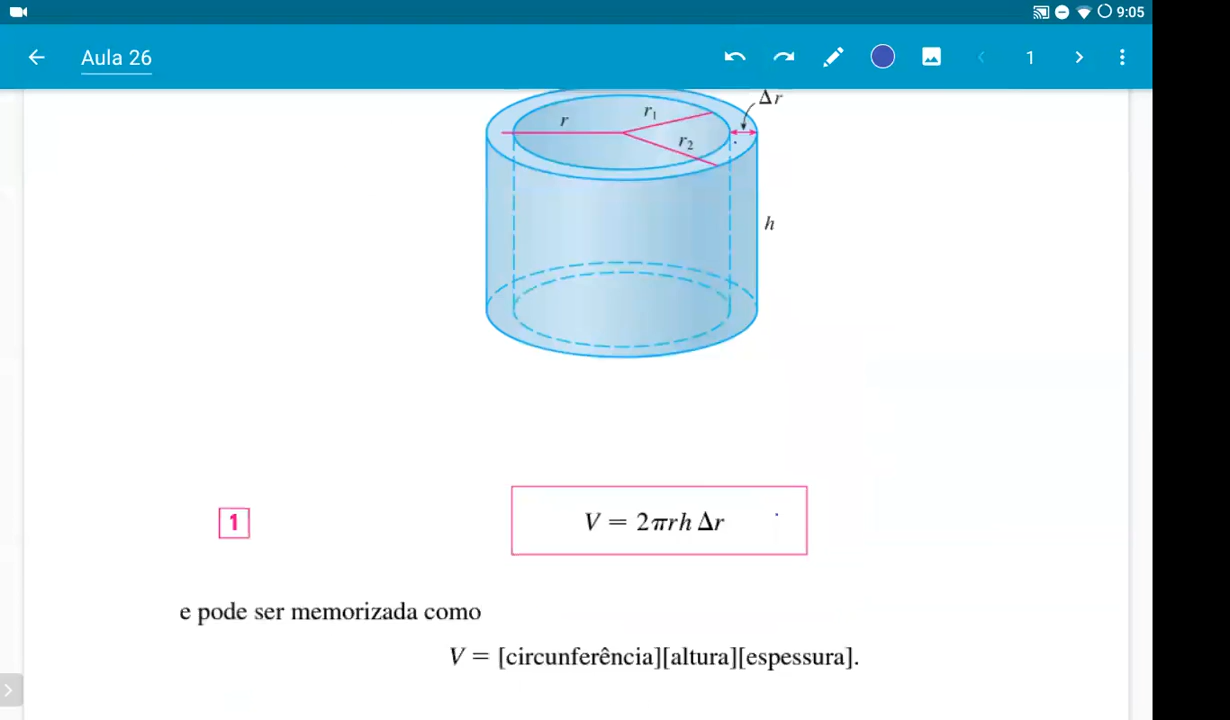 9:05
Aula 26
1
Δr
r
r₁
r₂
h
1
V = 2πrh Δr
e pode ser memorizada como
V = [circunferência][altura][espessura].